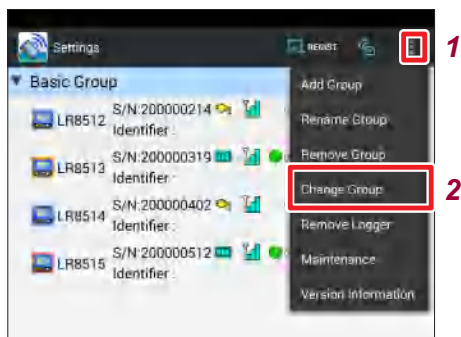 Settings
REGIST
1
Basic Group
Add Group
LR8512 S/N:200000214
Identifier :
Rename Group
LR8513 S/N:200000319
Identifier :
Remove Group
Change Group
2
LR8514 S/N:200000402
Identifier :
Remove Logger
LR8515 S/N:200000512
Identifier :
Maintenance
Version Information